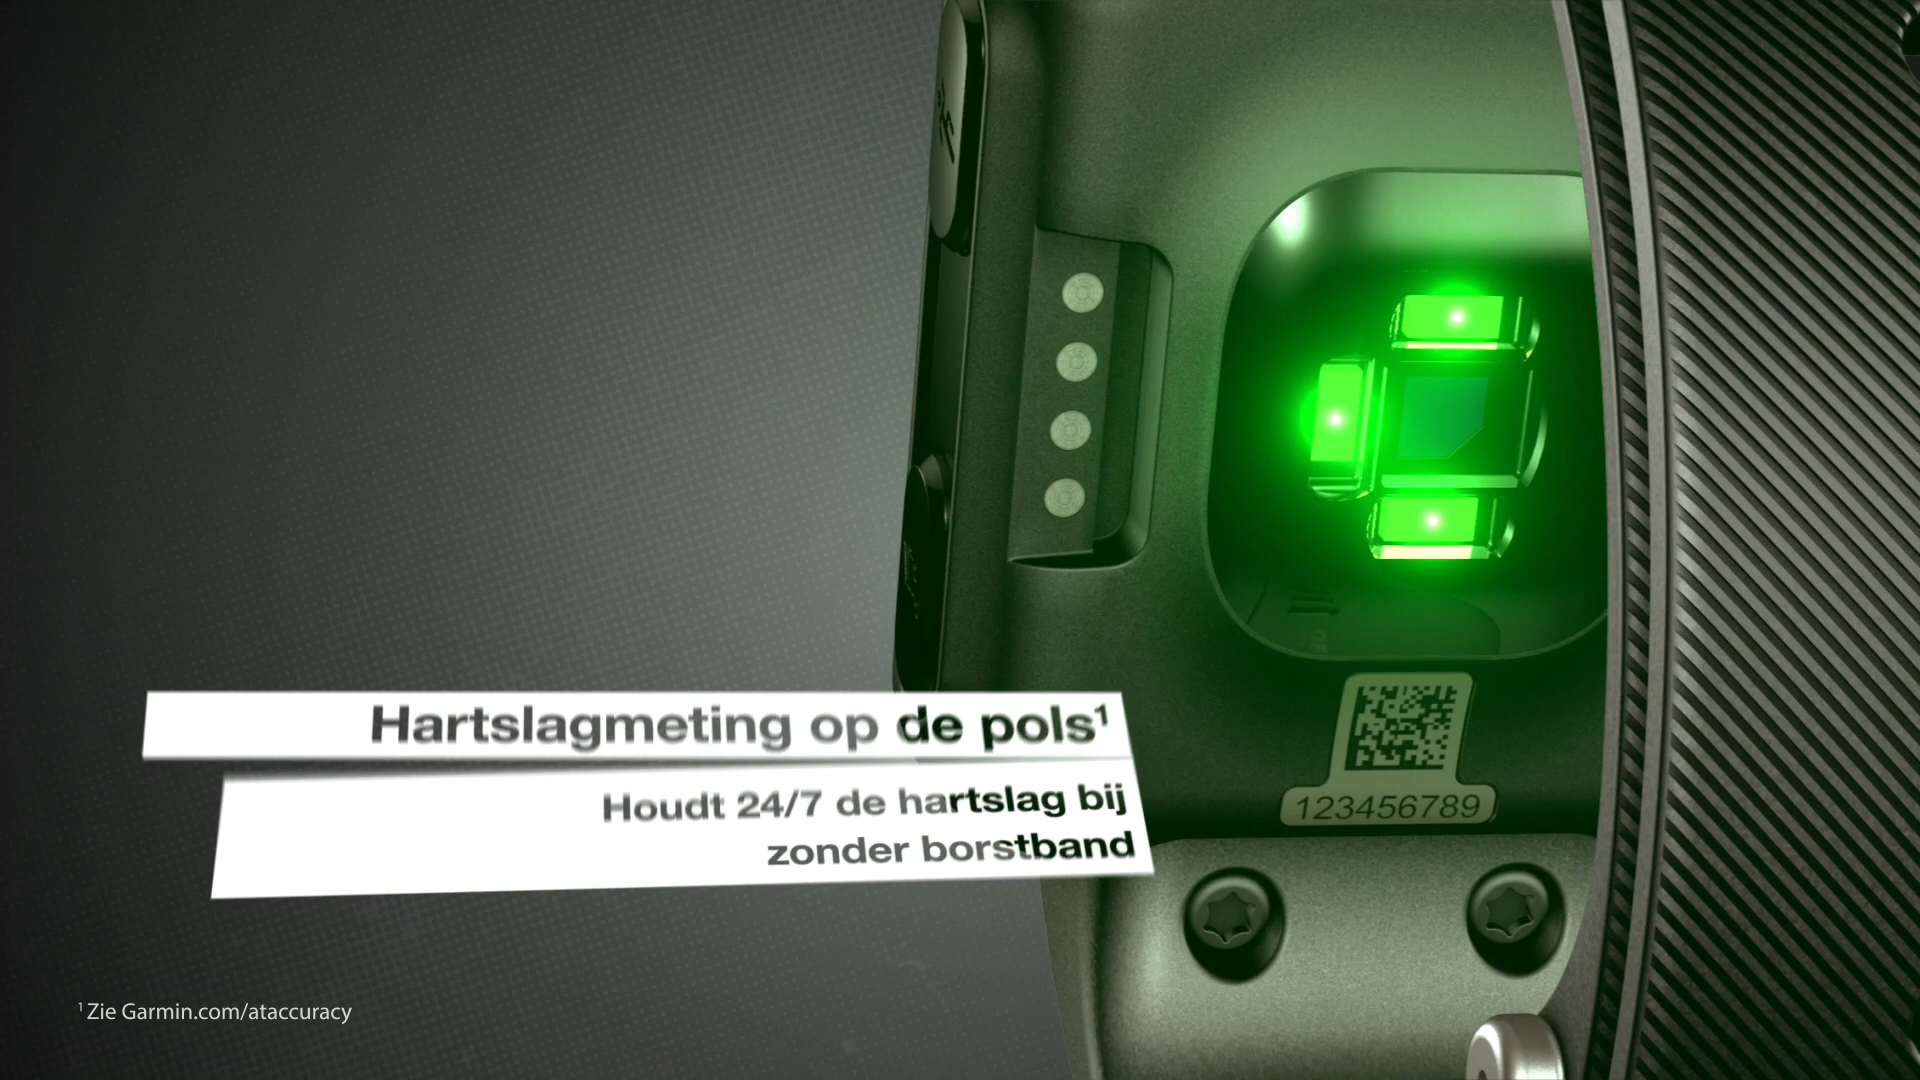 Hartslagmeting op de pols¹
Houdt 24/7 de hartslag bij
zonder borstband
123456789
¹ Zie Garmin.com/ataccuracy